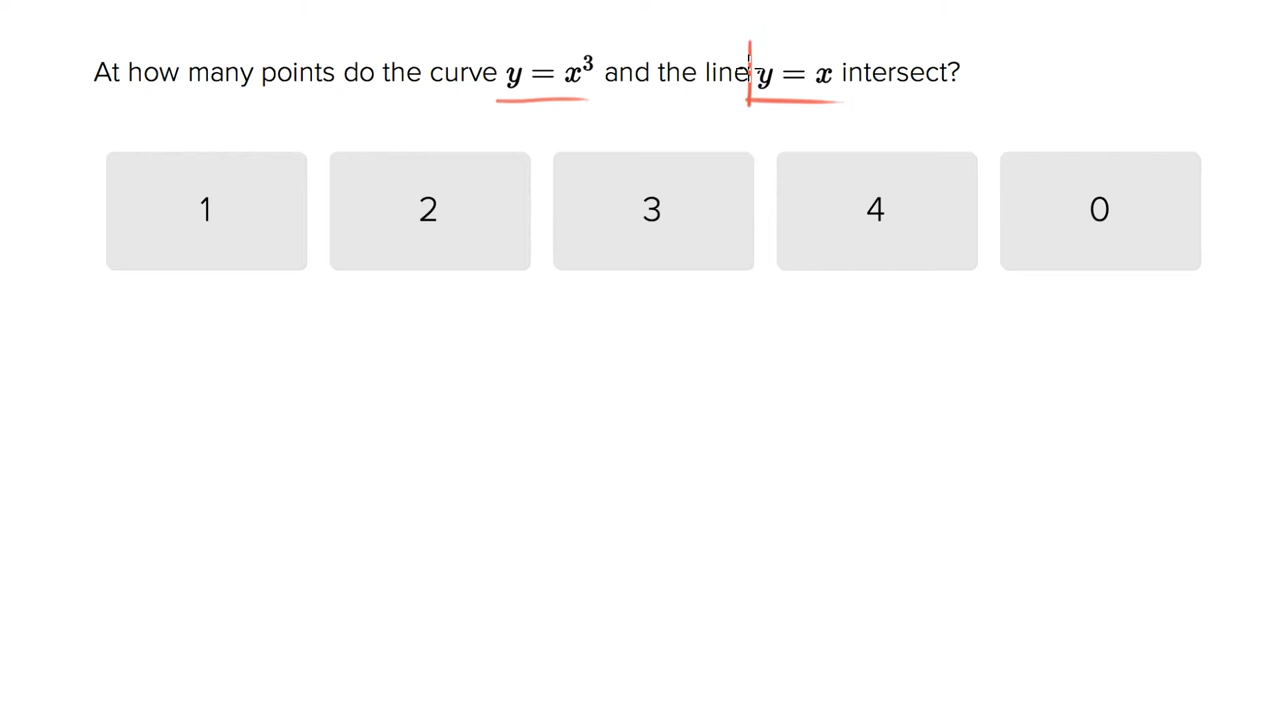 At how many points do the curve y = x³ and the line y = x intersect?
1 2 3 4 0